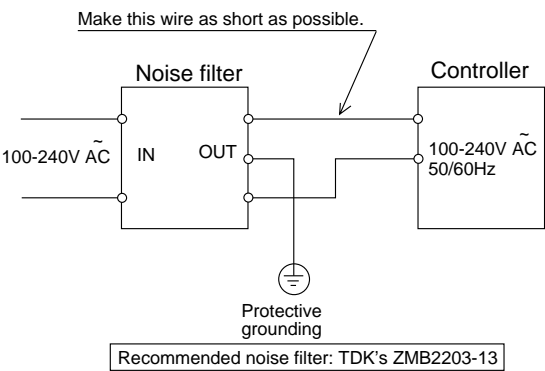 Make this wire as short as possible.
Noise filter
Controller
100-240V AC
IN
OUT
100-240V AC
50/60Hz
Protective
grounding
Recommended noise filter: TDK's ZMB2203-13